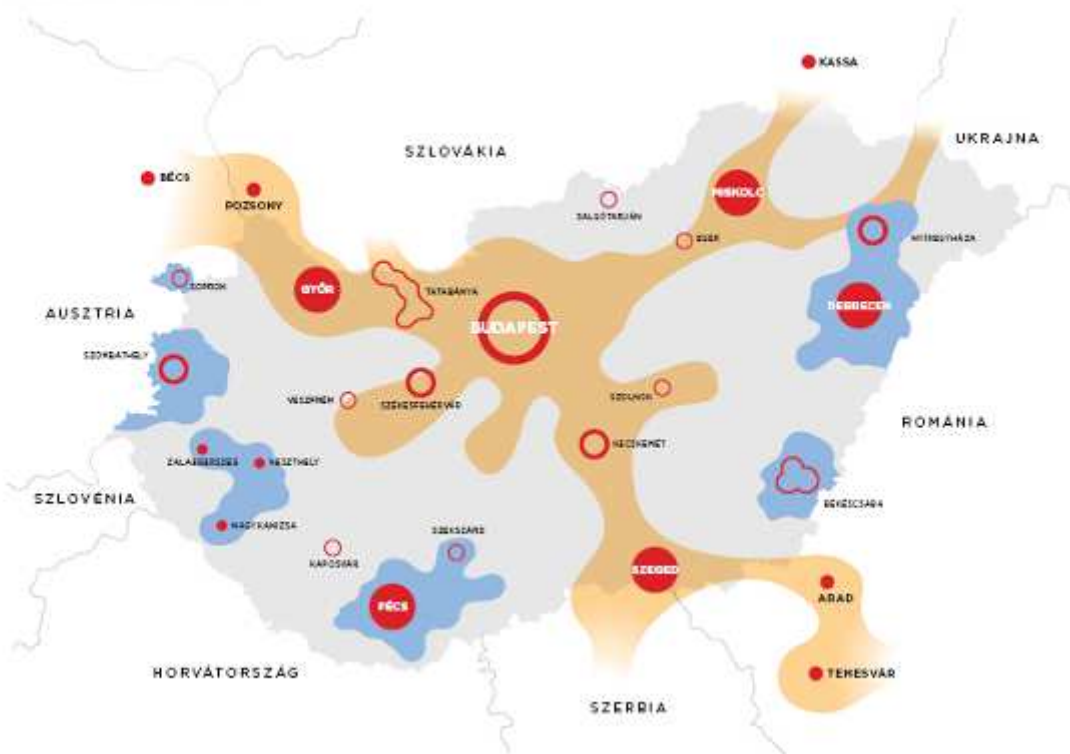 KASSA
UKRAJNA
SZLOVÁKIA
BÉCS
POZSONY
MISKOLC
SALGÓTARJÁN
EGER
NYÍREGYHÁZA
SOPRON
GYŐR
TATABÁNYA
DEBRECEN
AUSZTRIA
BUDAPEST
SZOMBATHELY
VESZPRÉM
SZÉKESFEHÉRVÁR
SZOLNOK
ROMÁNIA
KECSKEMÉT
ZALAEGERSZEG
KESZTHELY
SZLOVÉNIA
BÉKÉSCSABA
NAGYKANIZSA
SZEKSZÁRD
KAPOSVÁR
SZEGED
PÉCS
ARAD
HORVÁTORSZÁG
TEMESVÁR
SZERBIA